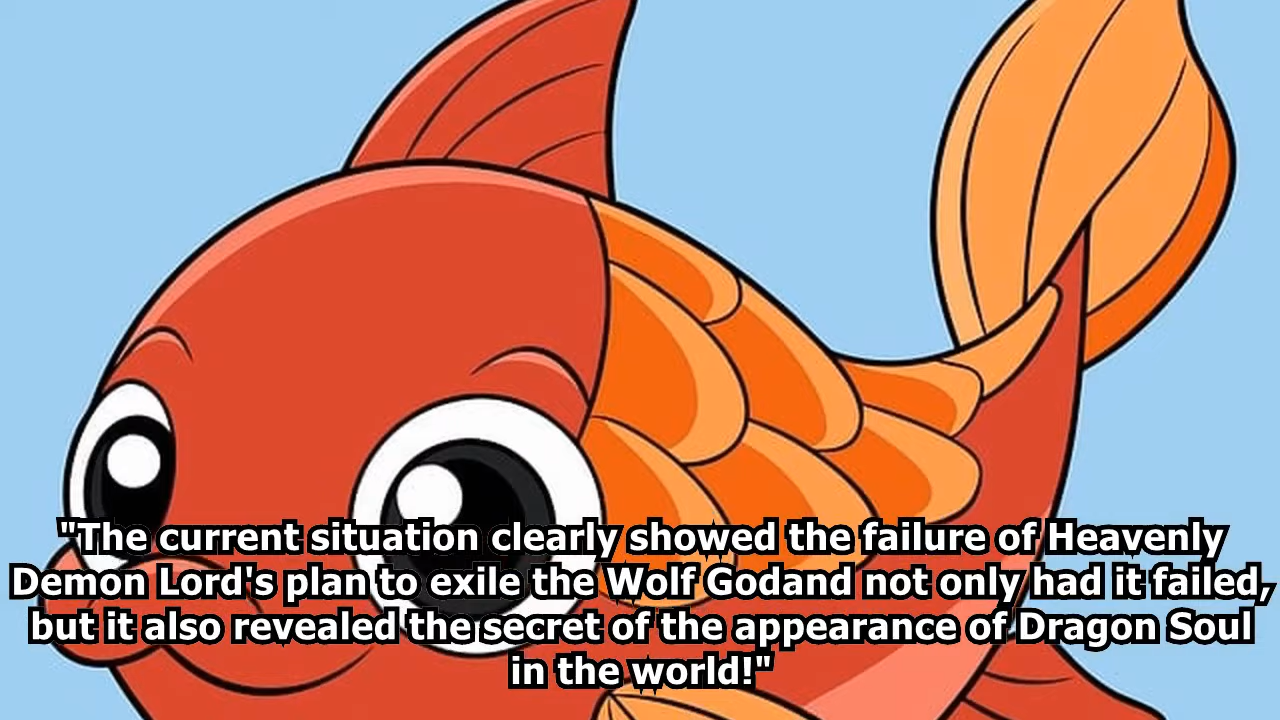 "The current situation clearly showed the failure of Heavenly
Demon Lord's plan to exile the Wolf Godand not only had it failed,
but it also revealed the secret of the appearance of Dragon Soul
in the world!"